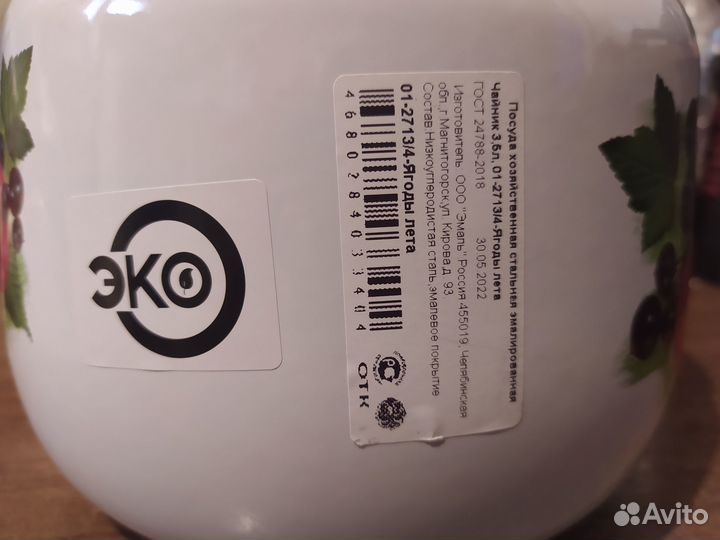 Посуда хозяйственная стальная эмалированная
Чайник 3,5л. 01-2713/4-Ягоды лета
ГОСТ 24788-2018 30.05.2022
Изготовитель ООО "Эмаль" Россия 455019, Челябинская
обл.,г.Магнитогорск,ул. Кирова,д. 93
Состав:Низкоуглеродистая сталь,эмалевое покрытие
01-2713/4-Ягоды лета
4680284033404
ОТК
РСТ
ЭКО
Avito